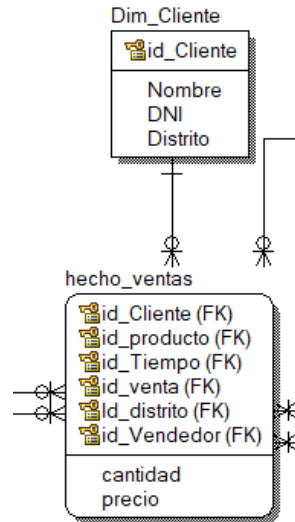 Dim_Cliente
id_Cliente
Nombre
DNI
Distrito
hecho_ventas
id_Cliente (FK)
id_producto (FK)
id_Tiempo (FK)
id_venta (FK)
Id_distrito (FK)
id_Vendedor (FK)
cantidad
precio